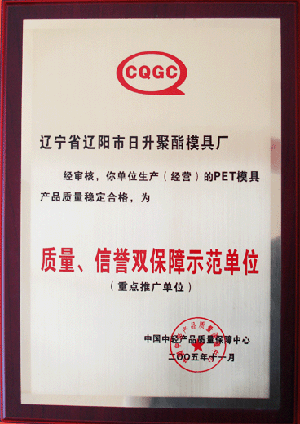 CQGC
辽宁省辽阳市日升聚酯模具厂
经审核,你单位生产(经营)的PET模具
产品质量稳定合格,为
质量、信誉双保障示范单位
(重点推广单位)
中国中轻产品质量保障中心
二00五年十一月